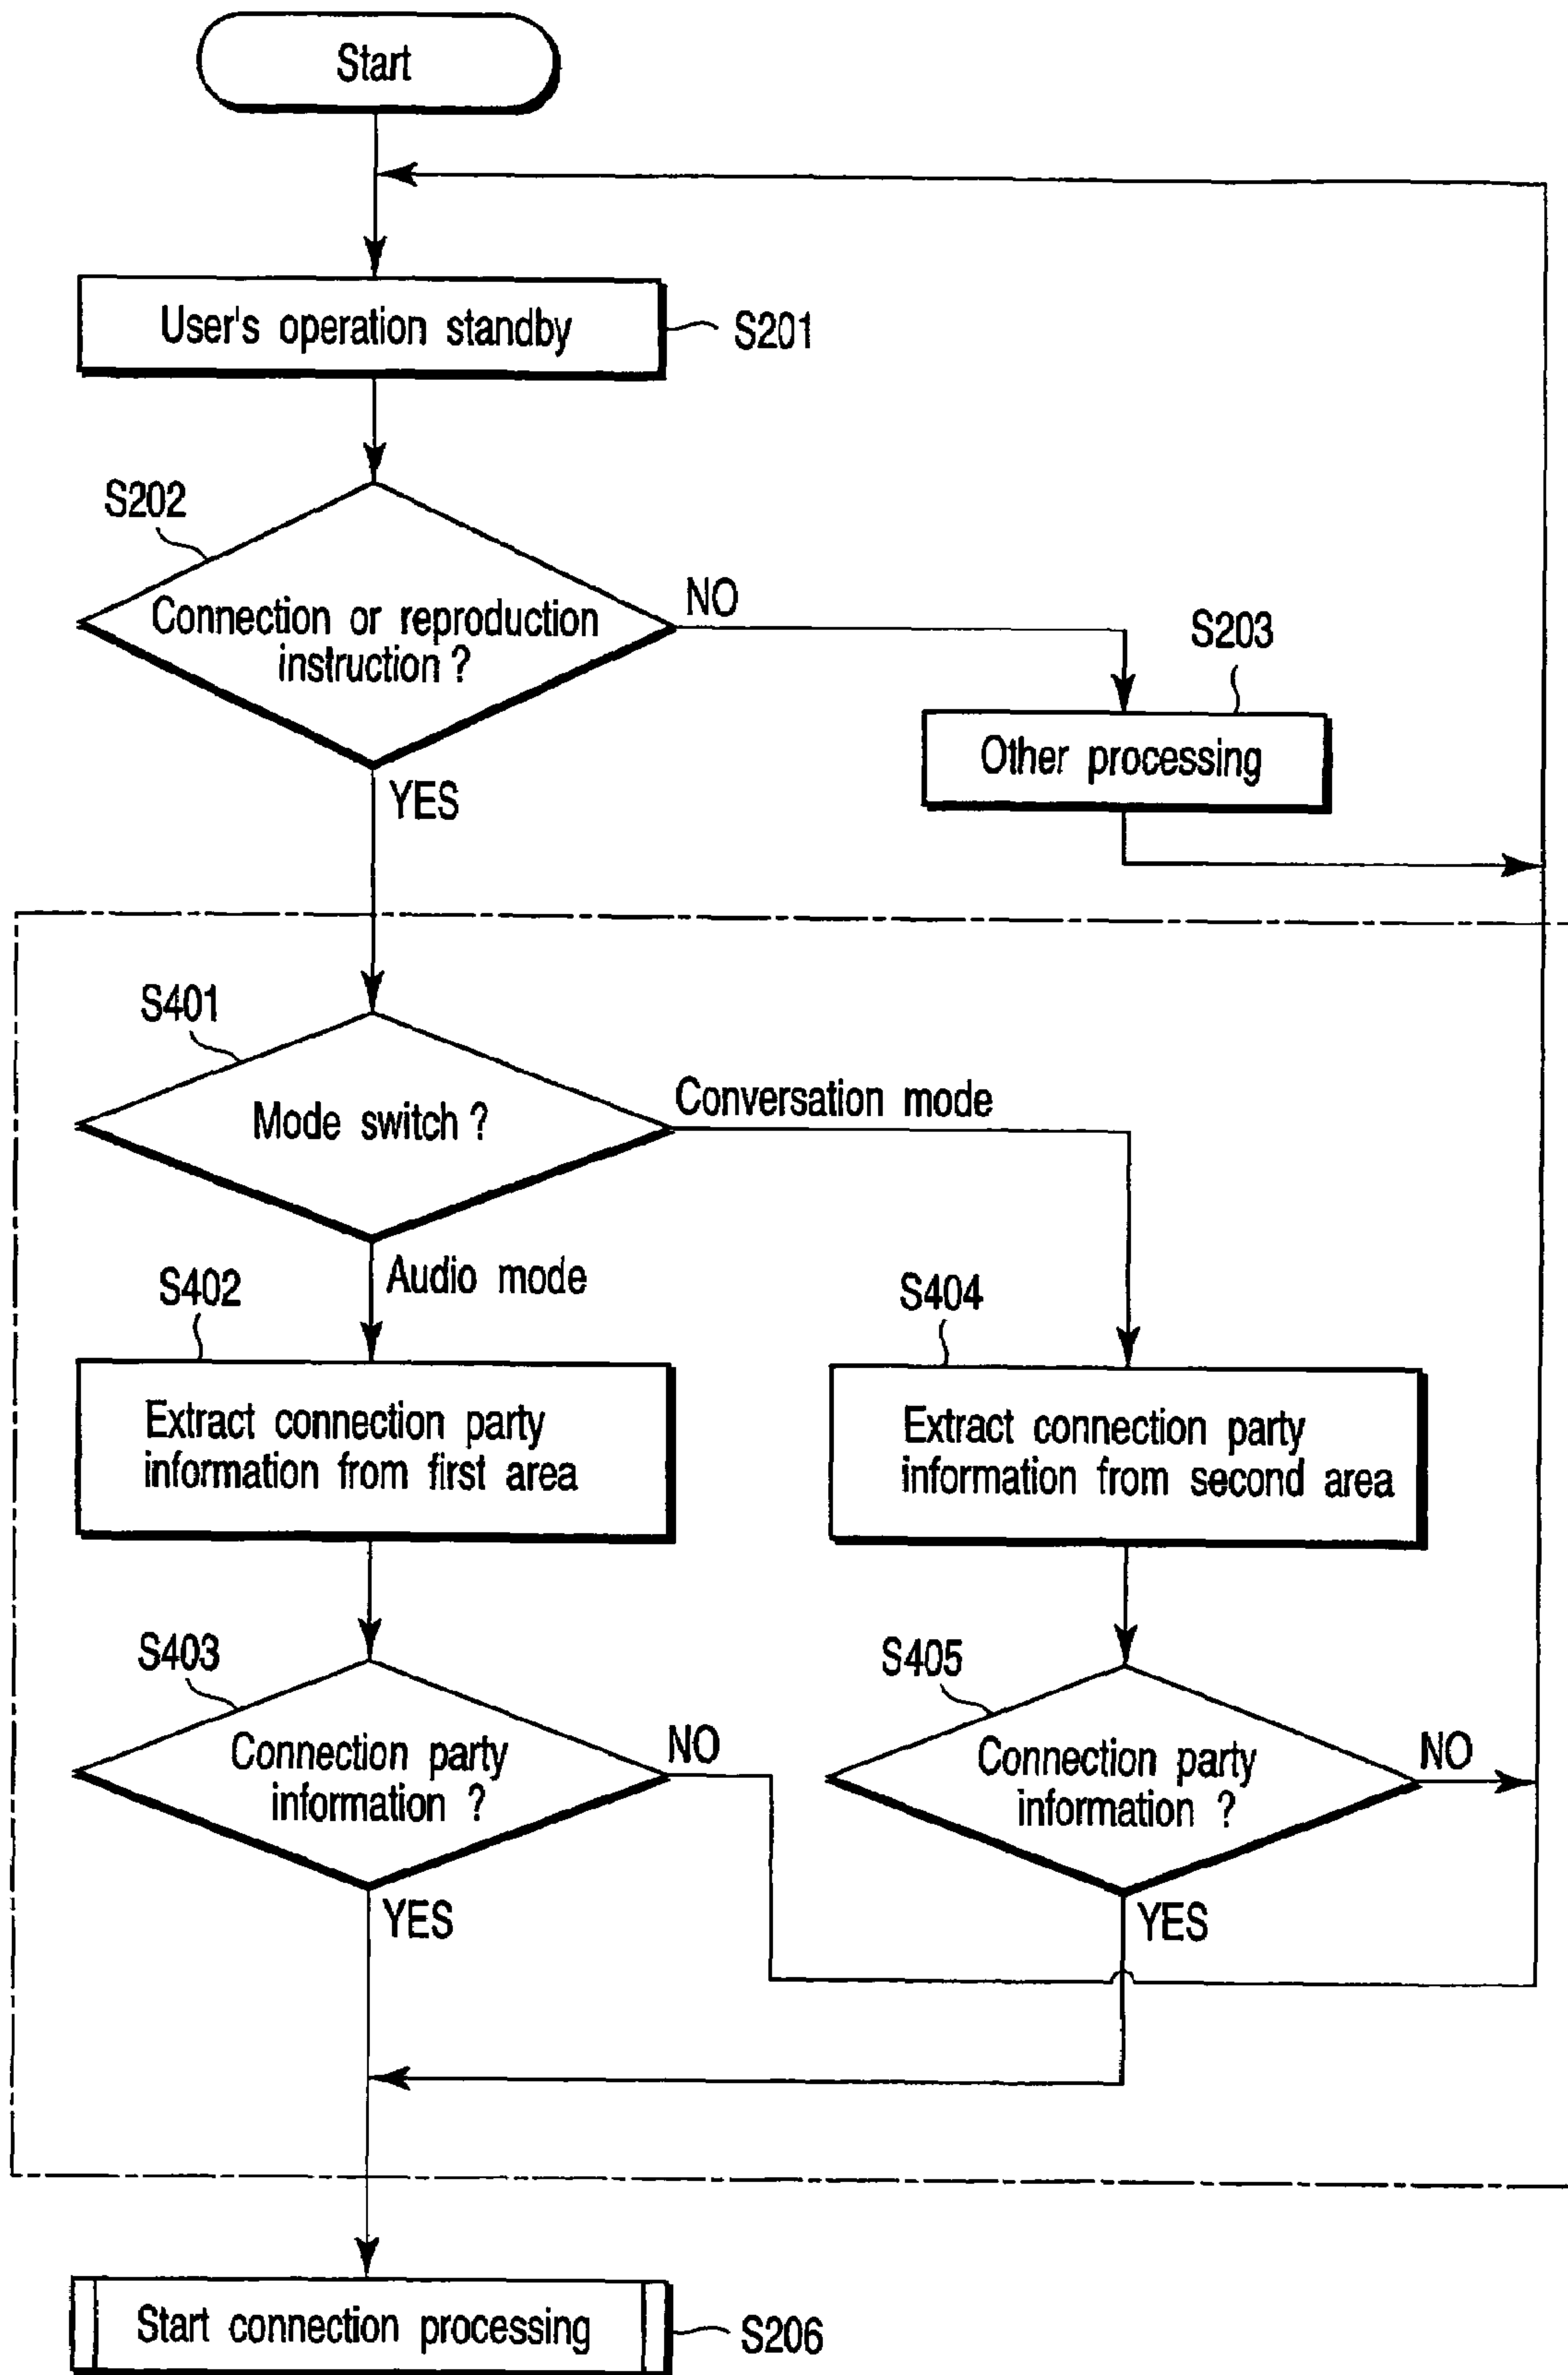 Start
User's operation standby
S201
S202
Connection or reproduction
instruction ?
NO
S203
Other processing
YES
S401
Mode switch ?
Conversation mode
Audio mode
S402
S404
Extract connection party
information from first area
Extract connection party
information from second area
S403
S405
Connection party
information ?
NO
Connection party
information ?
NO
YES
YES
Start connection processing
S206